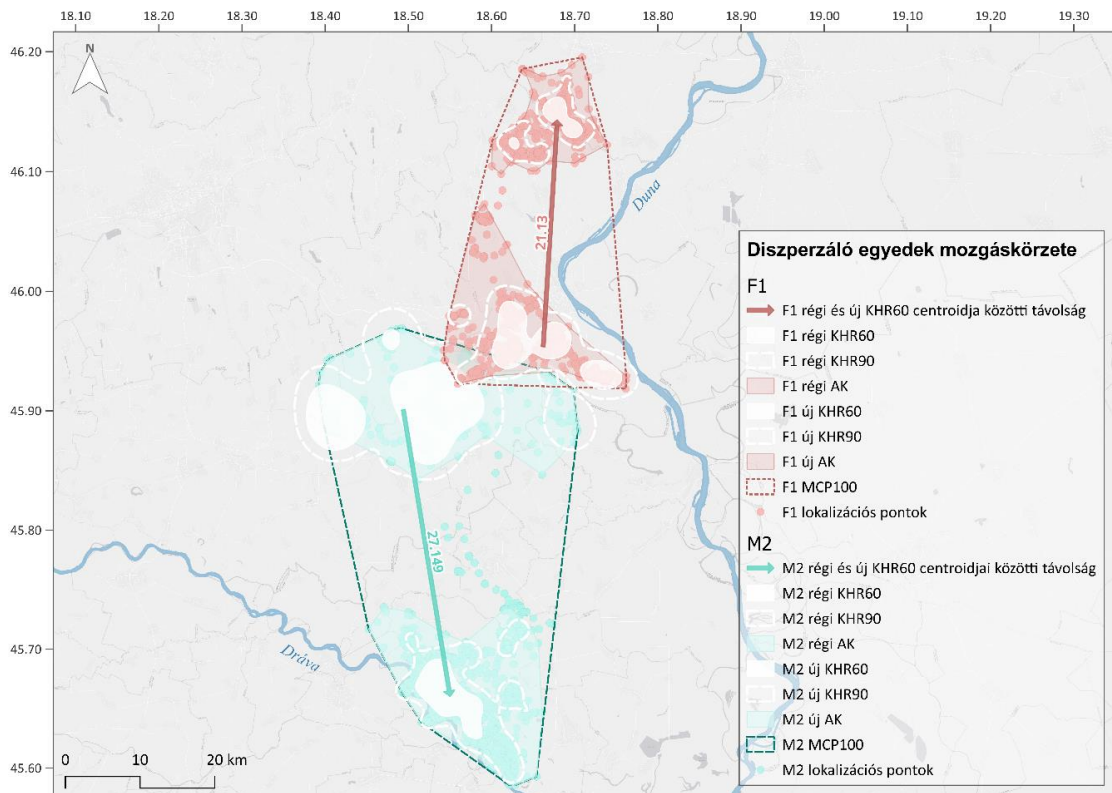 18.10 18.20 18.30 18.40 18.50 18.60 18.70 18.80 18.90 19.00 19.10 19.20 19.30
46.20
N
46.10
Duna
21.13
46.00
45.90
45.80
27.149
45.70
Dráva
45.60
0 10 20 km
Diszperzáló egyedek mozgáskörzete
F1
F1 régi és új KHR60 centroidja közötti távolság
F1 régi KHR60
F1 régi KHR90
F1 régi AK
F1 új KHR60
F1 új KHR90
F1 új AK
F1 MCP100
F1 lokalizációs pontok
M2
M2 régi és új KHR60 centroidjai közötti távolság
M2 régi KHR60
M2 régi KHR90
M2 régi AK
M2 új KHR60
M2 új KHR90
M2 új AK
M2 MCP100
M2 lokalizációs pontok